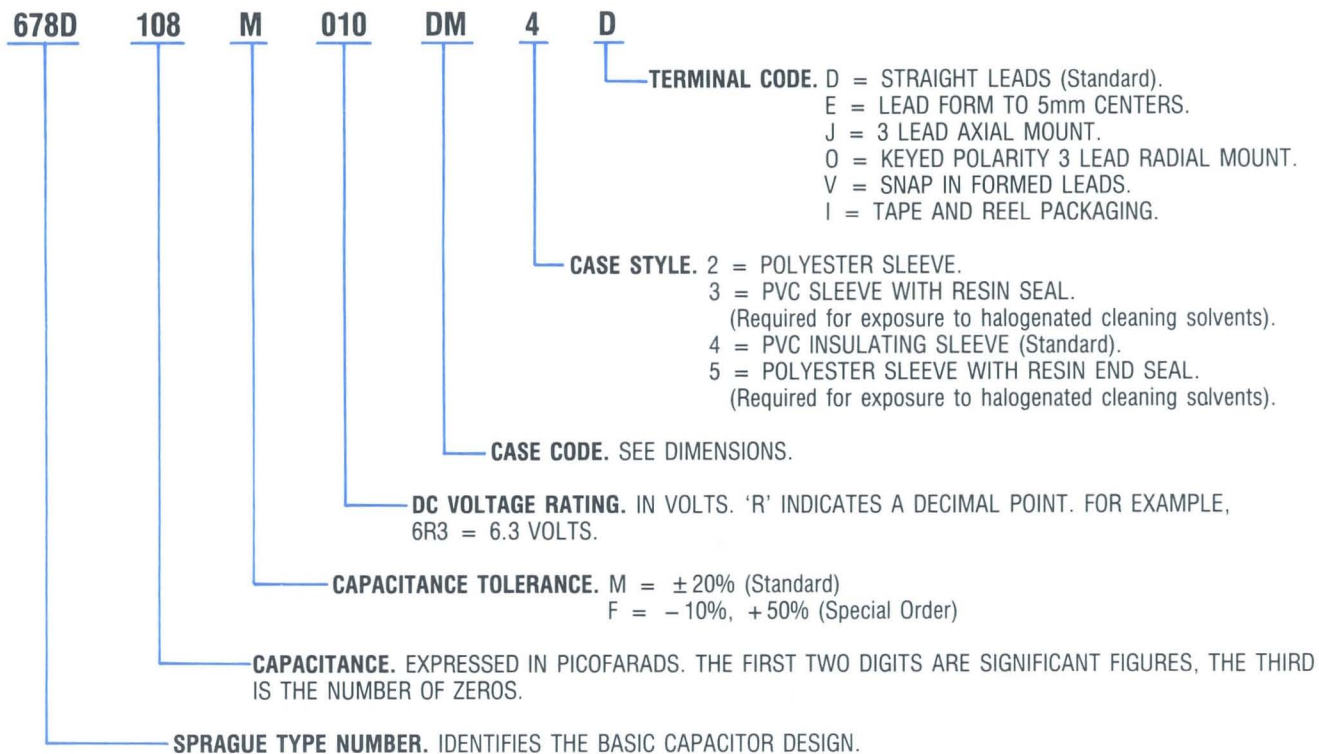 678D 108 M 010 DM 4 D
TERMINAL CODE. D = STRAIGHT LEADS (Standard).
E = LEAD FORM TO 5mm CENTERS.
J = 3 LEAD AXIAL MOUNT.
O = KEYED POLARITY 3 LEAD RADIAL MOUNT.
V = SNAP IN FORMED LEADS.
I = TAPE AND REEL PACKAGING.
CASE STYLE. 2 = POLYESTER SLEEVE.
3 = PVC SLEEVE WITH RESIN SEAL.
(Required for exposure to halogenated cleaning solvents).
4 = PVC INSULATING SLEEVE (Standard).
5 = POLYESTER SLEEVE WITH RESIN END SEAL.
(Required for exposure to halogenated cleaning solvents).
CASE CODE. SEE DIMENSIONS.
DC VOLTAGE RATING. IN VOLTS. ‘R’ INDICATES A DECIMAL POINT. FOR EXAMPLE,
6R3 = 6.3 VOLTS.
CAPACITANCE TOLERANCE. M = ±20% (Standard)
F = −10%, +50% (Special Order)
CAPACITANCE. EXPRESSED IN PICOFARADS. THE FIRST TWO DIGITS ARE SIGNIFICANT FIGURES, THE THIRD
IS THE NUMBER OF ZEROS.
SPRAGUE TYPE NUMBER. IDENTIFIES THE BASIC CAPACITOR DESIGN.